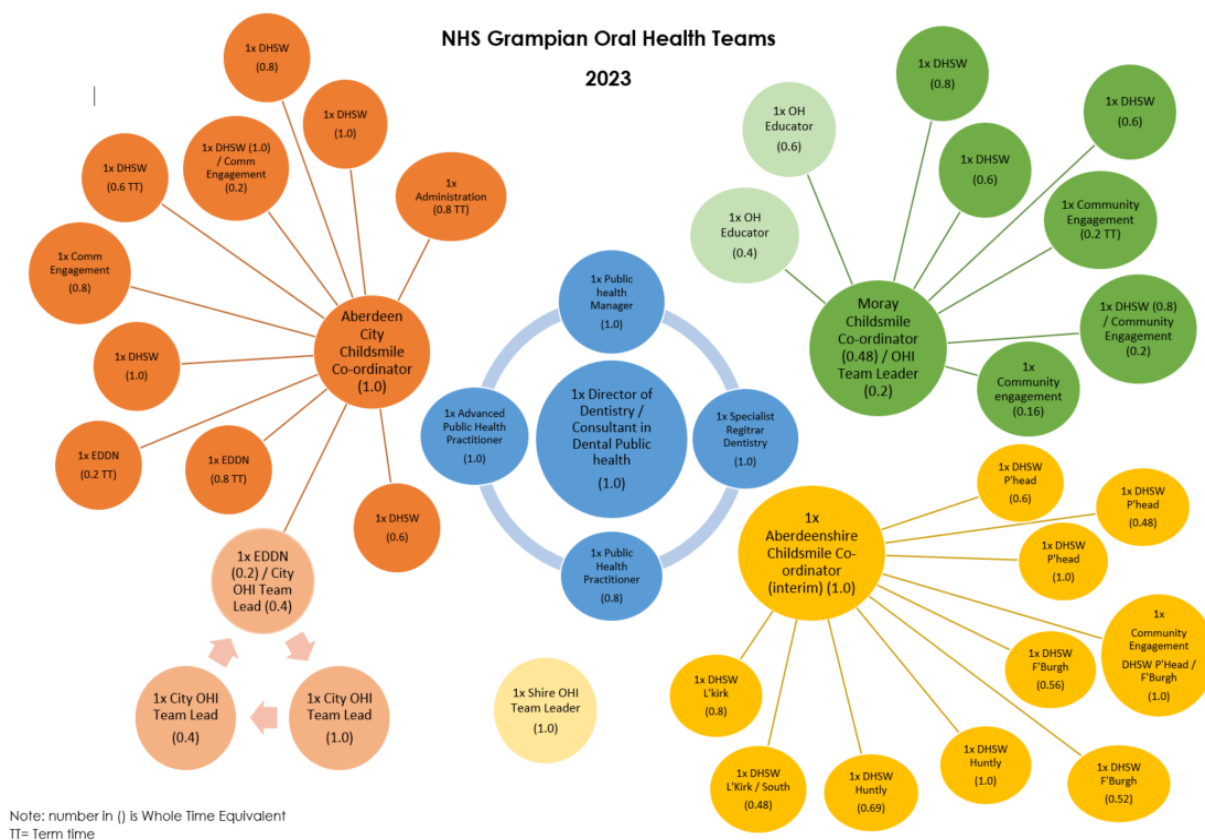 NHS Grampian Oral Health Teams
2023
1x DHSW
(0.8)
1x DHSW
(1.0)
1x DHSW (1.0)
/ Comm
Engagement
(0.2)
1x DHSW
(0.6 TT)
1x
Administration
(0.8 TT)
1x Comm
Engagement
(0.8)
Aberdeen
City
Childsmile
Co-ordinator
(1.0)
1x DHSW
(1.0)
1x EDDN
(0.2 TT)
1x EDDN
(0.8 TT)
1x DHSW
(0.6)
1x EDDN
(0.2) / City
OHI Team
Lead (0.4)
1x City OHI
Team Lead
(0.4)
1x City OHI
Team Lead
(1.0)
1x Public
health
Manager
(1.0)
1x Advanced
Public Health
Practitioner
(1.0)
1x Director of
Dentistry /
Consultant in
Dental Public
health
(1.0)
1x Specialist
Regitrar
Dentistry
(1.0)
1x Public
Health
Practitioner
(0.8)
1x Shire OHI
Team Leader
(1.0)
1x OH
Educator
(0.6)
1x OH
Educator
(0.4)
1x DHSW
(0.8)
1x DHSW
(0.6)
1x DHSW
(0.6)
1x Community
Engagement
(0.2 TT)
1x DHSW (0.8)
/ Community
Engagement
(0.2)
1x
Community
engagement
(0.16)
Moray
Childsmile
Co-ordinator
(0.48) / OHI
Team Leader
(0.2)
1x
Aberdeenshire
Childsmile Co-
ordinator
(interim) (1.0)
1x DHSW
P'head
(0.6)
1x DHSW
P'head
(0.48)
1x DHSW
P'head
(1.0)
1x
Community
Engagement
DHSW P'Head /
F'Burgh
(1.0)
1x DHSW
F'Burgh
(0.56)
1x DHSW
F'Burgh
(0.52)
1x DHSW
Huntly
(1.0)
1x DHSW
Huntly
(0.69)
1x DHSW
L'Kirk / South
(0.48)
1x DHSW
L'kirk
(0.8)
Note: number in () is Whole Time Equivalent
TT= Term time